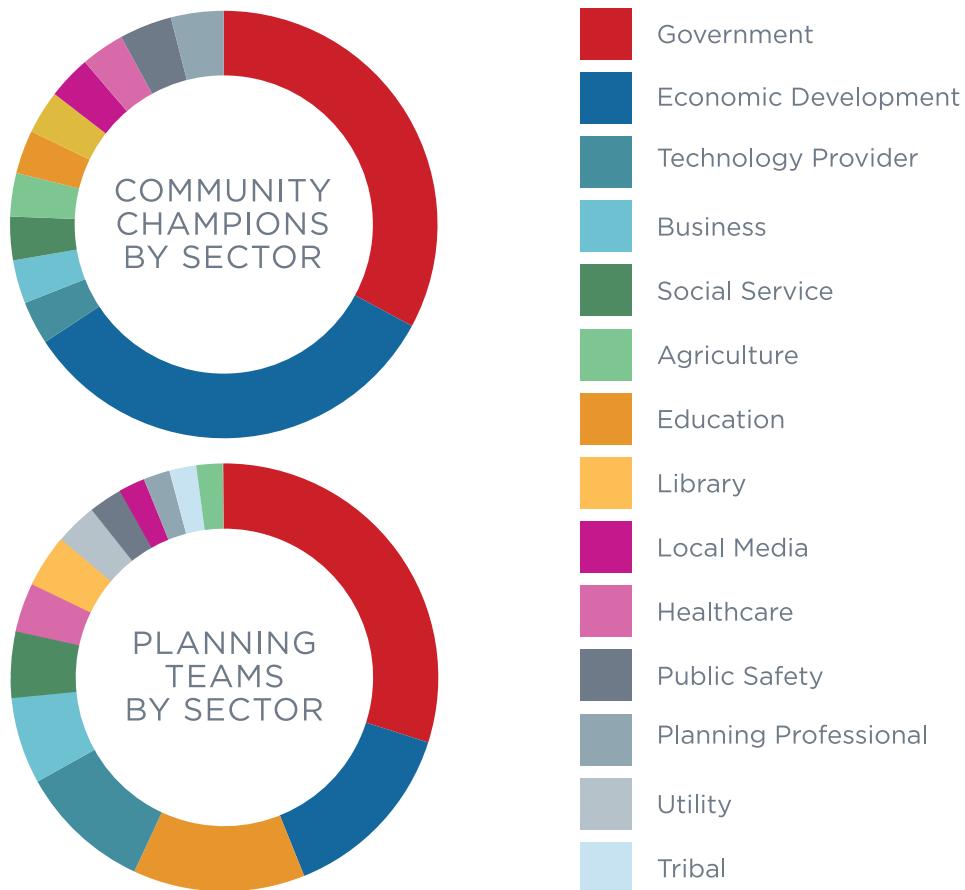 COMMUNITY
CHAMPIONS
BY SECTOR
PLANNING
TEAMS
BY SECTOR
Government
Economic Development
Technology Provider
Business
Social Service
Agriculture
Education
Library
Local Media
Healthcare
Public Safety
Planning Professional
Utility
Tribal